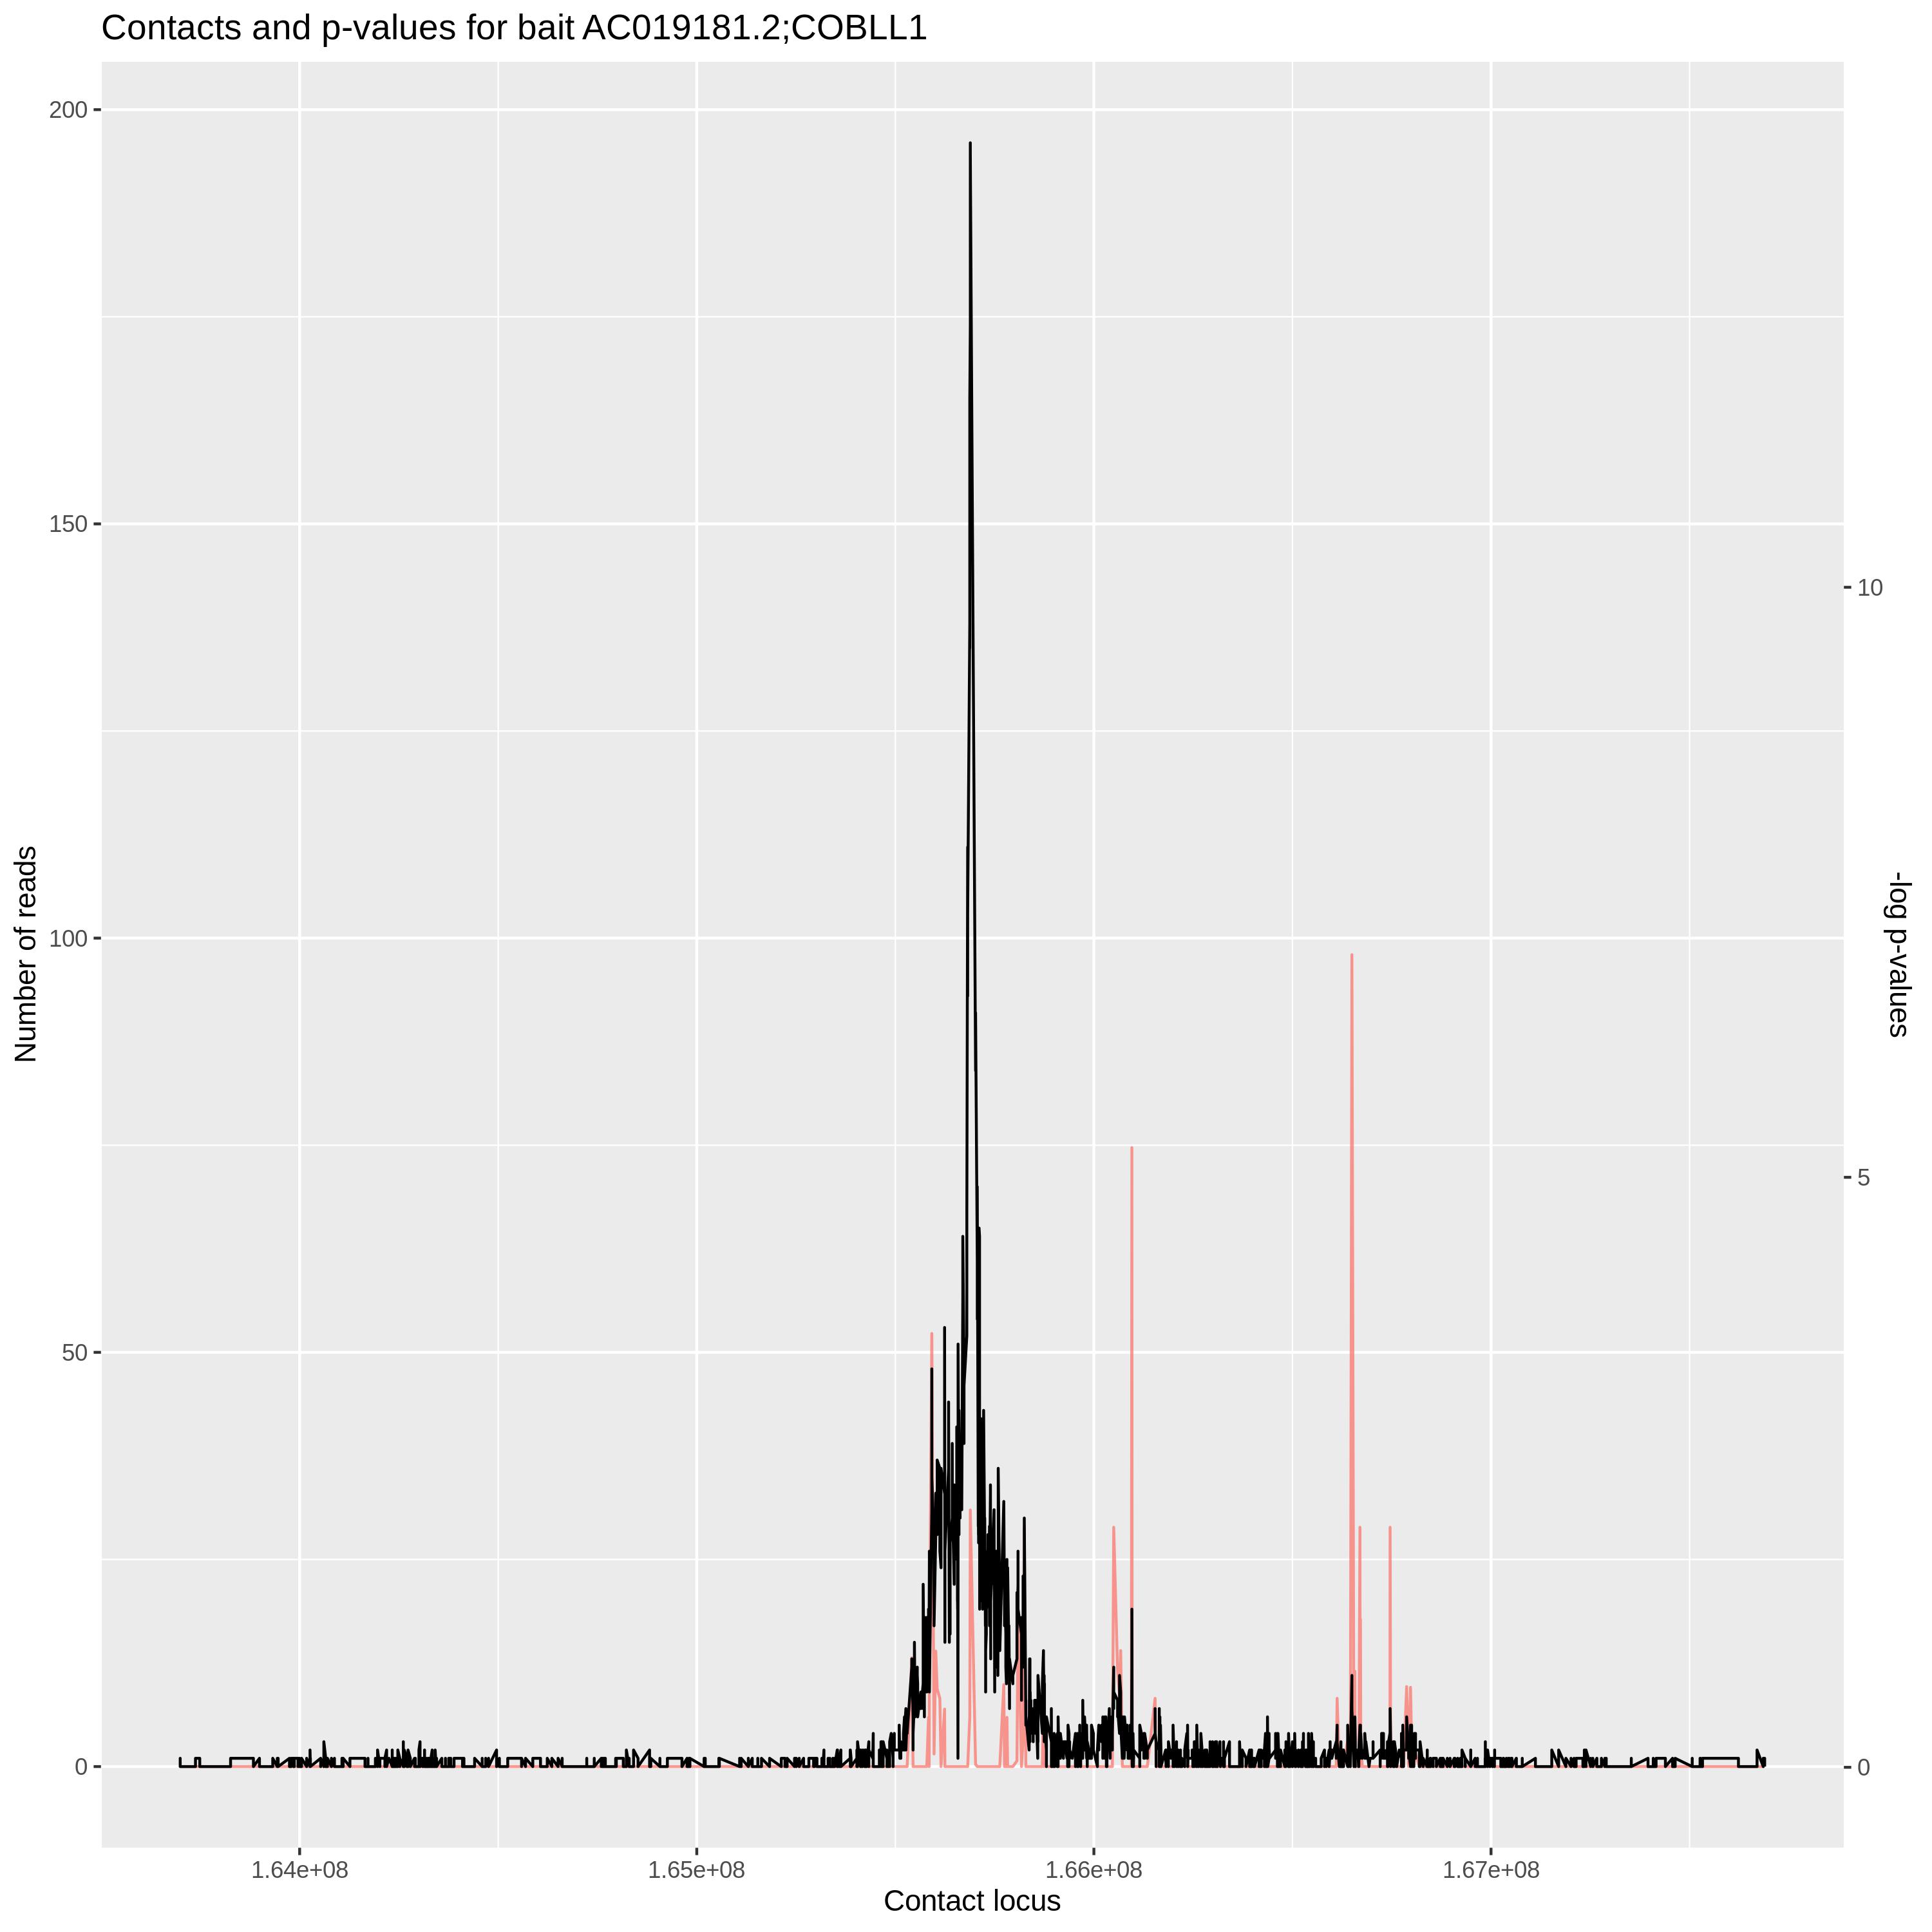 Contacts and p-values for bait AC019181.2;COBLL1
200
150
100
50
0
Number of reads
10
5
0
-log p-values
1.64e+08
1.65e+08
1.66e+08
1.67e+08
Contact locus